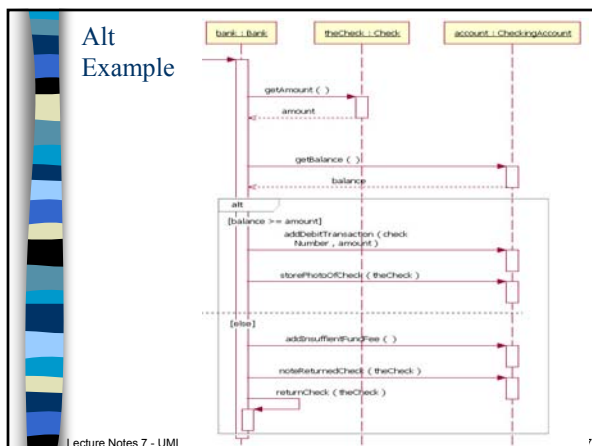 Alt
Example
bank : Bank
theCheck : Check
account : CheckingAccount
getAmount ( )
amount
getBalance ( )
balance
alt
[balance >= amount]
addDebitTransaction ( check
Number , amount )
storePhotoOfCheck ( theCheck )
[else]
addInsuffientFundFee ( )
noteReturnedCheck ( theCheck )
returnCheck ( theCheck )
Lecture Notes 7 - UML